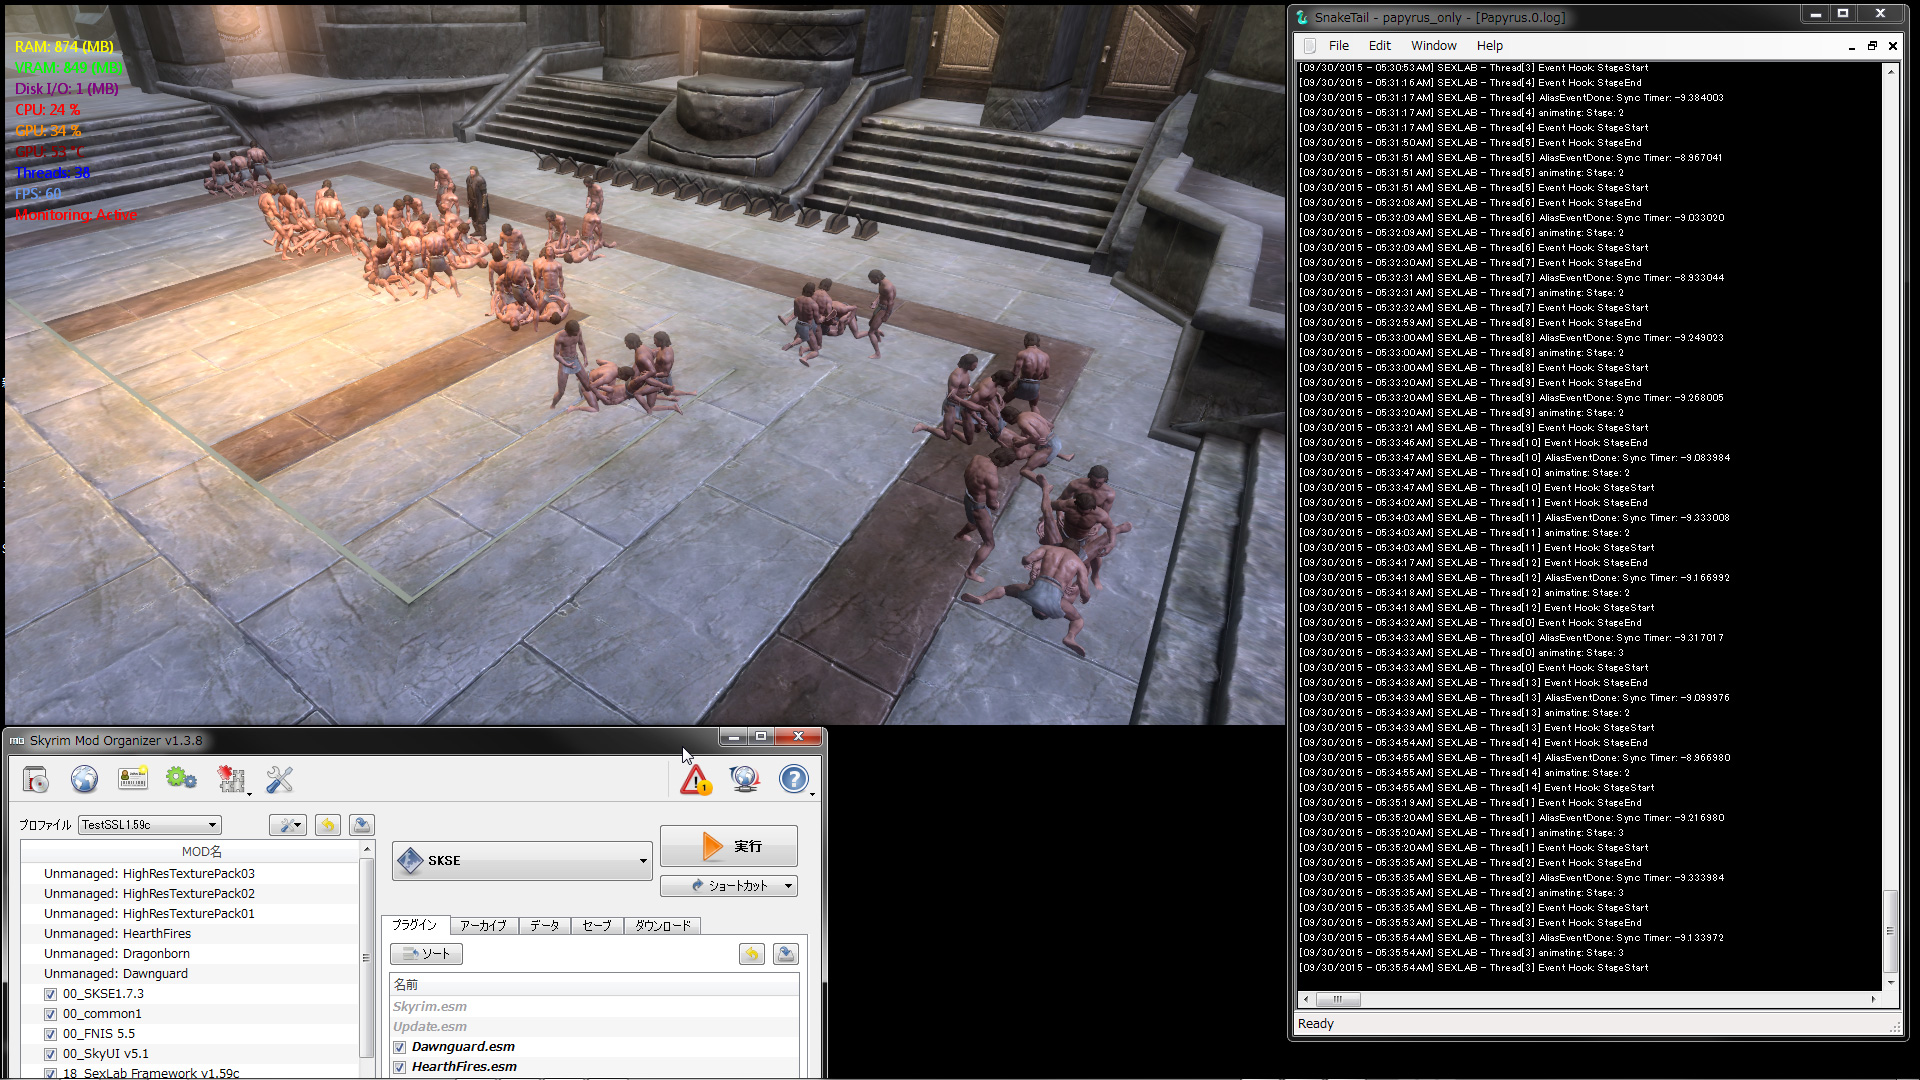 RAM: 874 (MB)
VRAM: 849 (MB)
Disk I/O: 1 (MB)
CPU: 24 %
GPU: 34 %
GPU: 53 °C
Threads: 38
FPS: 60
Monitoring: Active
SnakeTail - papyrus_only - [Papyrus.0.log]
File Edit Window Help
[09/30/2015 - 05:30:53AM] SEXLAB - Thread[3] Event Hook: StageStart
[09/30/2015 - 05:31:16AM] SEXLAB - Thread[4] Event Hook: StageEnd
[09/30/2015 - 05:31:17AM] SEXLAB - Thread[4] AliasEventDone: Sync Timer: -9.384003
[09/30/2015 - 05:31:17AM] SEXLAB - Thread[4] animating: Stage: 2
[09/30/2015 - 05:31:17AM] SEXLAB - Thread[4] Event Hook: StageStart
[09/30/2015 - 05:31:50AM] SEXLAB - Thread[5] Event Hook: StageEnd
[09/30/2015 - 05:31:51AM] SEXLAB - Thread[5] AliasEventDone: Sync Timer: -8.967041
[09/30/2015 - 05:31:51AM] SEXLAB - Thread[5] animating: Stage: 2
[09/30/2015 - 05:31:51AM] SEXLAB - Thread[5] Event Hook: StageStart
[09/30/2015 - 05:32:08AM] SEXLAB - Thread[6] Event Hook: StageEnd
[09/30/2015 - 05:32:09AM] SEXLAB - Thread[6] AliasEventDone: Sync Timer: -9.033020
[09/30/2015 - 05:32:09AM] SEXLAB - Thread[6] animating: Stage: 2
[09/30/2015 - 05:32:09AM] SEXLAB - Thread[6] Event Hook: StageStart
[09/30/2015 - 05:32:30AM] SEXLAB - Thread[7] Event Hook: StageEnd
[09/30/2015 - 05:32:31AM] SEXLAB - Thread[7] AliasEventDone: Sync Timer: -8.933044
[09/30/2015 - 05:32:31AM] SEXLAB - Thread[7] animating: Stage: 2
[09/30/2015 - 05:32:32AM] SEXLAB - Thread[7] Event Hook: StageStart
[09/30/2015 - 05:32:59AM] SEXLAB - Thread[8] Event Hook: StageEnd
[09/30/2015 - 05:33:00AM] SEXLAB - Thread[8] AliasEventDone: Sync Timer: -9.249023
[09/30/2015 - 05:33:00AM] SEXLAB - Thread[8] animating: Stage: 2
[09/30/2015 - 05:33:00AM] SEXLAB - Thread[8] Event Hook: StageStart
[09/30/2015 - 05:33:20AM] SEXLAB - Thread[9] Event Hook: StageEnd
[09/30/2015 - 05:33:20AM] SEXLAB - Thread[9] AliasEventDone: Sync Timer: -9.268005
[09/30/2015 - 05:33:20AM] SEXLAB - Thread[9] animating: Stage: 2
[09/30/2015 - 05:33:21AM] SEXLAB - Thread[9] Event Hook: StageStart
[09/30/2015 - 05:33:46AM] SEXLAB - Thread[10] Event Hook: StageEnd
[09/30/2015 - 05:33:47AM] SEXLAB - Thread[10] AliasEventDone: Sync Timer: -9.083984
[09/30/2015 - 05:33:47AM] SEXLAB - Thread[10] animating: Stage: 2
[09/30/2015 - 05:33:47AM] SEXLAB - Thread[10] Event Hook: StageStart
[09/30/2015 - 05:34:02AM] SEXLAB - Thread[11] Event Hook: StageEnd
[09/30/2015 - 05:34:03AM] SEXLAB - Thread[11] AliasEventDone: Sync Timer: -9.333008
[09/30/2015 - 05:34:03AM] SEXLAB - Thread[11] animating: Stage: 2
[09/30/2015 - 05:34:03AM] SEXLAB - Thread[11] Event Hook: StageStart
[09/30/2015 - 05:34:17AM] SEXLAB - Thread[12] Event Hook: StageEnd
[09/30/2015 - 05:34:18AM] SEXLAB - Thread[12] AliasEventDone: Sync Timer: -9.166992
[09/30/2015 - 05:34:18AM] SEXLAB - Thread[12] animating: Stage: 2
[09/30/2015 - 05:34:18AM] SEXLAB - Thread[12] Event Hook: StageStart
[09/30/2015 - 05:34:32AM] SEXLAB - Thread[0] Event Hook: StageEnd
[09/30/2015 - 05:34:33AM] SEXLAB - Thread[0] AliasEventDone: Sync Timer: -9.317017
[09/30/2015 - 05:34:33AM] SEXLAB - Thread[0] animating: Stage: 3
[09/30/2015 - 05:34:33AM] SEXLAB - Thread[0] Event Hook: StageStart
[09/30/2015 - 05:34:38AM] SEXLAB - Thread[13] Event Hook: StageEnd
[09/30/2015 - 05:34:39AM] SEXLAB - Thread[13] AliasEventDone: Sync Timer: -9.099976
[09/30/2015 - 05:34:39AM] SEXLAB - Thread[13] animating: Stage: 2
[09/30/2015 - 05:34:39AM] SEXLAB - Thread[13] Event Hook: StageStart
[09/30/2015 - 05:34:54AM] SEXLAB - Thread[14] Event Hook: StageEnd
[09/30/2015 - 05:34:55AM] SEXLAB - Thread[14] AliasEventDone: Sync Timer: -8.966980
[09/30/2015 - 05:34:55AM] SEXLAB - Thread[14] animating: Stage: 2
[09/30/2015 - 05:34:55AM] SEXLAB - Thread[14] Event Hook: StageStart
[09/30/2015 - 05:35:19AM] SEXLAB - Thread[1] Event Hook: StageEnd
[09/30/2015 - 05:35:20AM] SEXLAB - Thread[1] AliasEventDone: Sync Timer: -9.216980
[09/30/2015 - 05:35:20AM] SEXLAB - Thread[1] animating: Stage: 3
[09/30/2015 - 05:35:20AM] SEXLAB - Thread[1] Event Hook: StageStart
[09/30/2015 - 05:35:35AM] SEXLAB - Thread[2] Event Hook: StageEnd
[09/30/2015 - 05:35:35AM] SEXLAB - Thread[2] AliasEventDone: Sync Timer: -9.333984
[09/30/2015 - 05:35:35AM] SEXLAB - Thread[2] animating: Stage: 3
[09/30/2015 - 05:35:35AM] SEXLAB - Thread[2] Event Hook: StageStart
[09/30/2015 - 05:35:53AM] SEXLAB - Thread[3] Event Hook: StageEnd
[09/30/2015 - 05:35:54AM] SEXLAB - Thread[3] AliasEventDone: Sync Timer: -9.133972
[09/30/2015 - 05:35:54AM] SEXLAB - Thread[3] animating: Stage: 3
[09/30/2015 - 05:35:54AM] SEXLAB - Thread[3] Event Hook: StageStart
Ready
MO Skyrim Mod Organizer v1.3.8
1
プロファイル TestSSL1.59c
MOD名
Unmanaged: HighResTexturePack03
Unmanaged: HighResTexturePack02
Unmanaged: HighResTexturePack01
Unmanaged: HearthFires
Unmanaged: Dragonborn
Unmanaged: Dawnguard
00_SKSE1.7.3
00_common1
00_FNIS 5.5
00_SkyUI v5.1
18_SexLab Framework v1.59c
SKSE
実行
ショートカット
プラグイン アーカイブ データ セーブ ダウンロード
ソート
名前
Skyrim.esm
Update.esm
Dawnguard.esm
HearthFires.esm